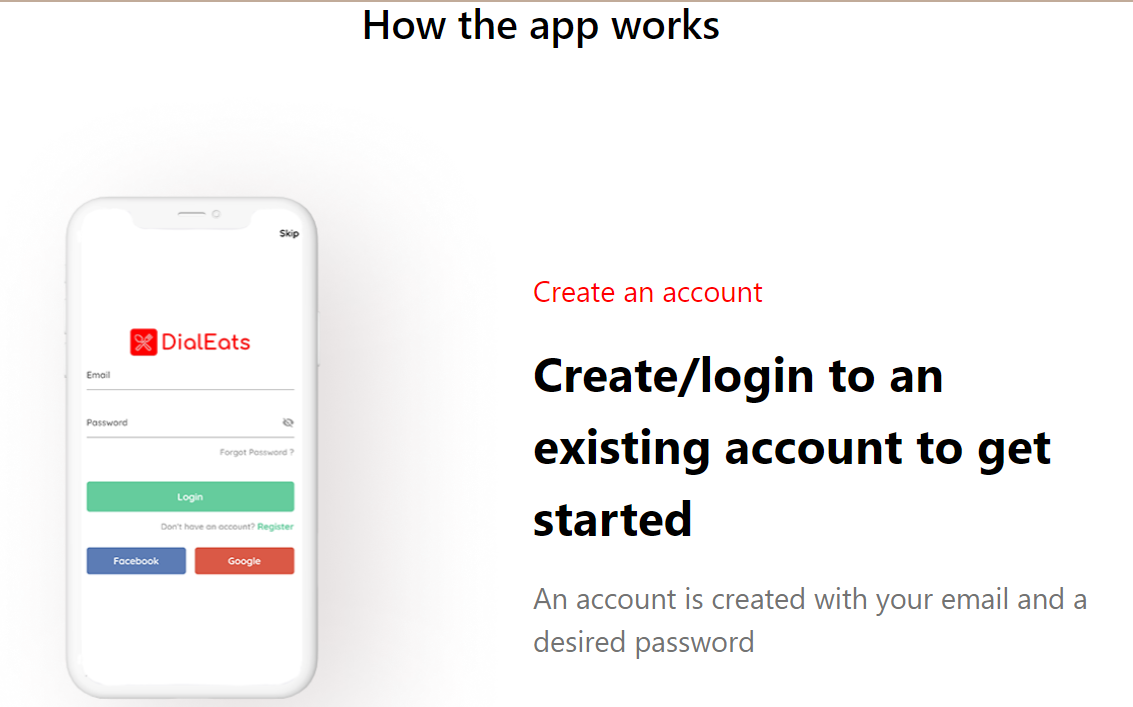 How the app works
Skip
DialEats
Email
Password
Forgot Password ?
Login
Don't have an account? Register
Facebook Google
Create an account
Create/login to an
existing account to get
started
An account is created with your email and a
desired password